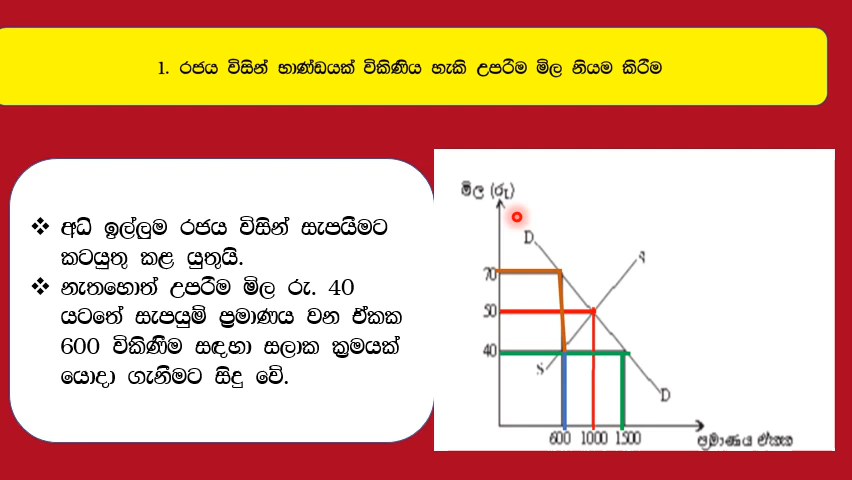 1. රජය විසින් භාණ්ඩයක් විකිණිය හැකි උපරිම මිල නියම කිරීම
❖ අධි ඉල්ලුම රජය විසින් සැපයීමට
කටයුතු කළ යුතුයි.
❖ නැතහොත් උපරිම මිල රු. 40
යටතේ සැපයුම් ප්‍රමාණය වන ඒකක
600 විකිණීම සඳහා සලාක ක්‍රමයක්
යොදා ගැනීමට සිදු වේ.
මිල (රු)
D
S
70
50
40
S
D
600 1000 1500
ප්‍රමාණය ඒකක